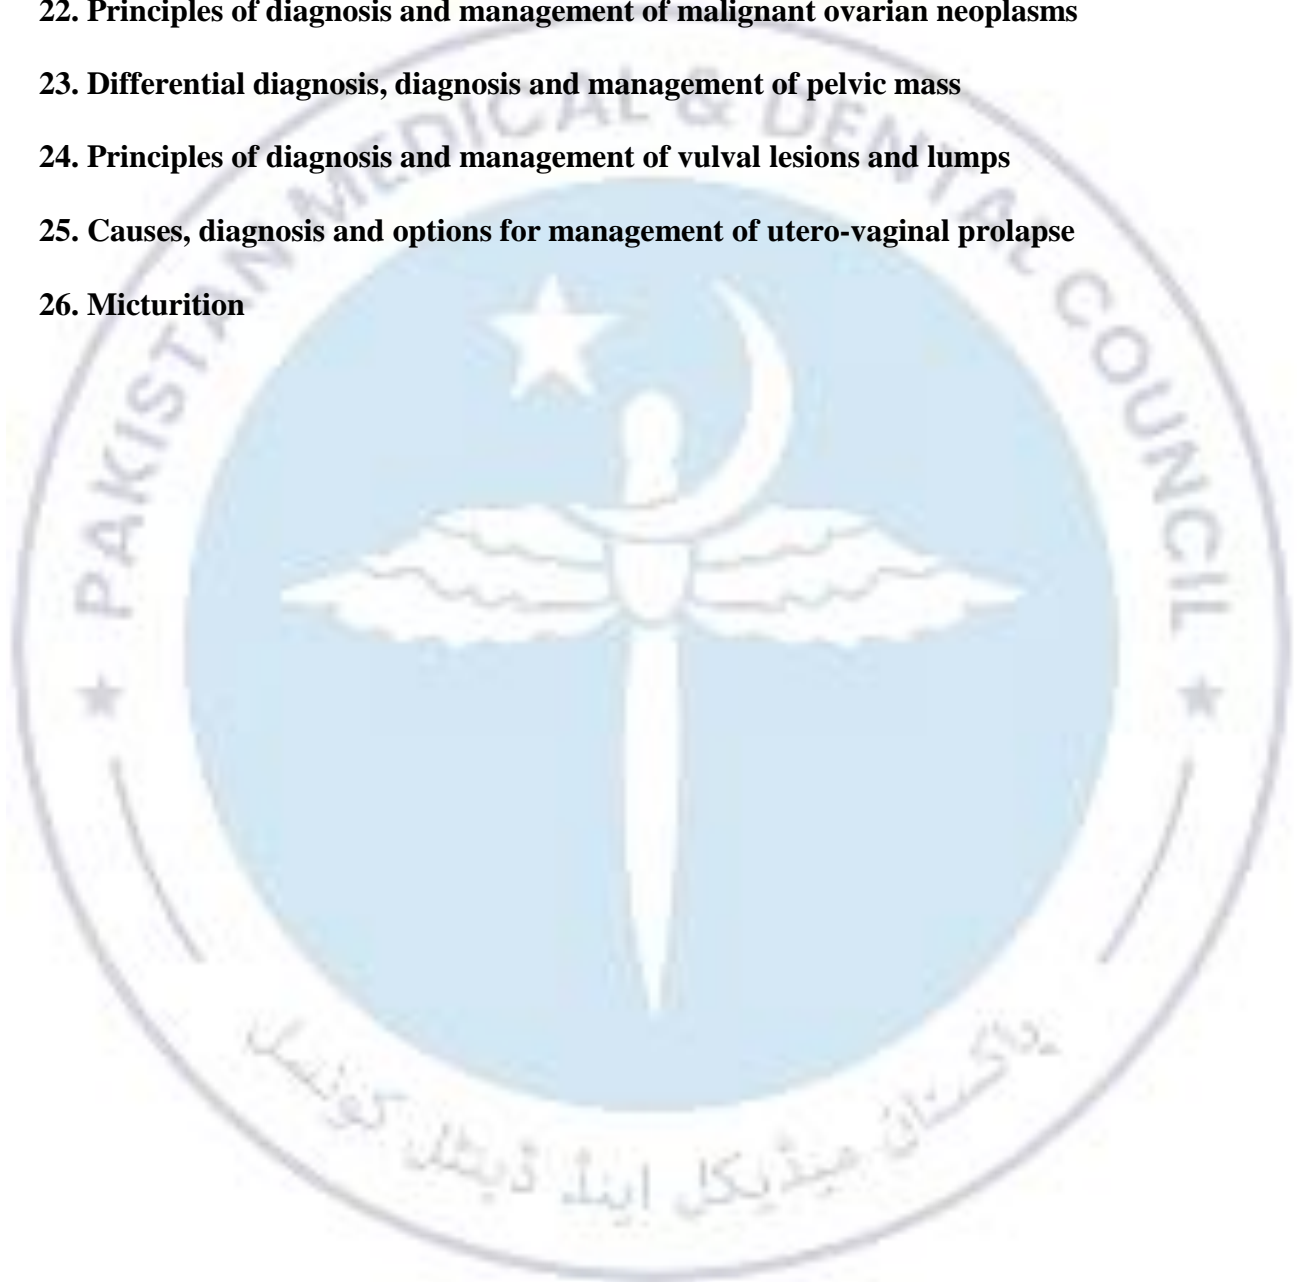 22. Principles of diagnosis and management of malignant ovarian neoplasms
23. Differential diagnosis, diagnosis and management of pelvic mass
24. Principles of diagnosis and management of vulval lesions and lumps
25. Causes, diagnosis and options for management of utero-vaginal prolapse
26. Micturition
PAKISTAN MEDICAL & DENTAL COUNCIL
پاکستان میڈیکل اینڈ ڈینٹل کونسل